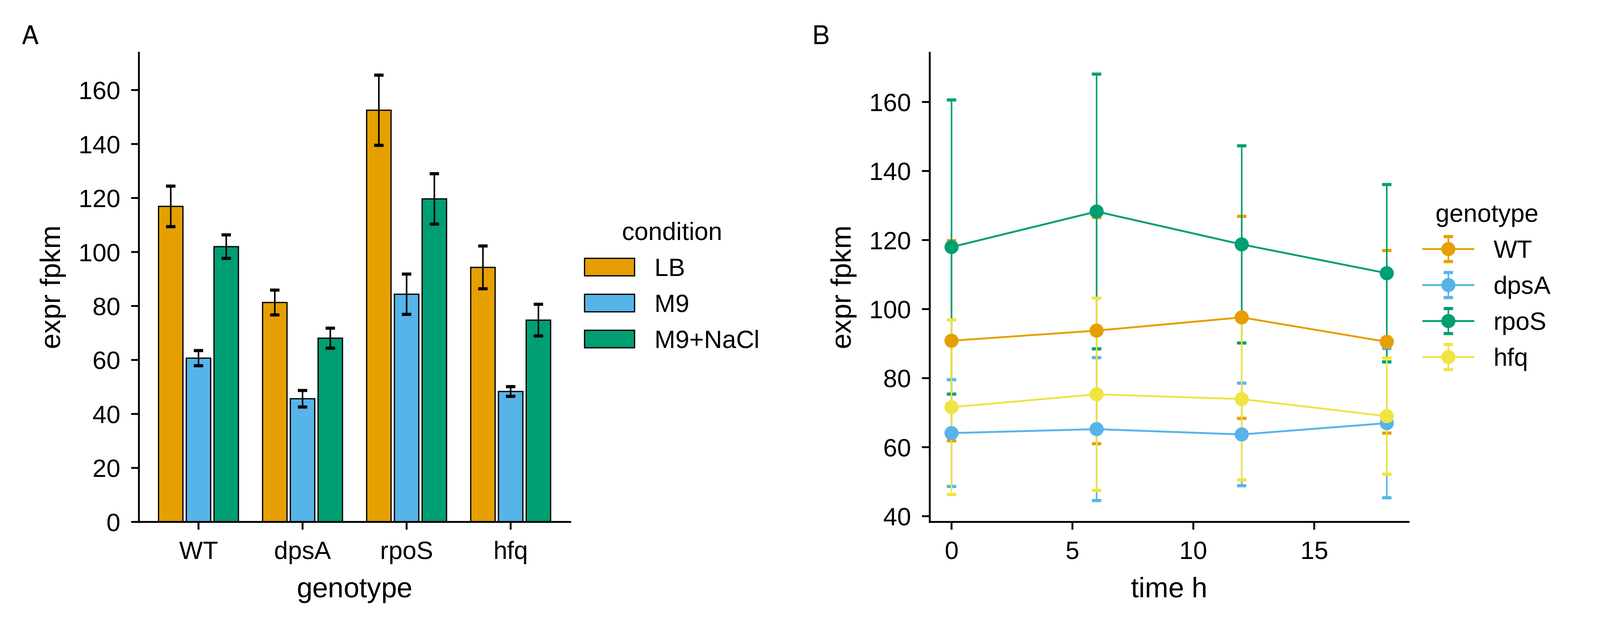 A
expr fpkm
160
140
120
100
80
60
40
20
0
WT dpsA rpoS hfq
genotype
condition
LB
M9
M9+NaCl
B
expr fpkm
160
140
120
100
80
60
40
0 5 10 15
time h
genotype
WT
dpsA
rpoS
hfq